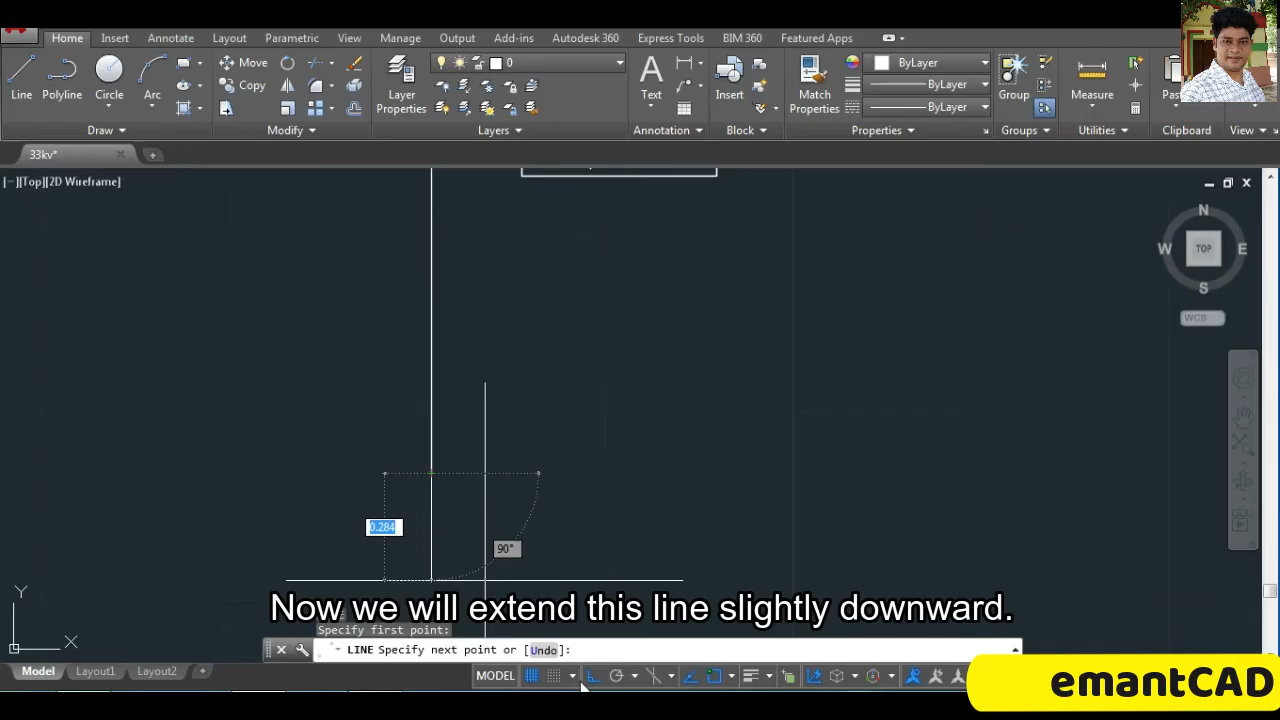 Home Insert Annotate Layout Parametric View Manage Output Add-ins Autodesk 360 Express Tools BIM 360 Featured Apps
Line Polyline Circle Arc
Move
Copy
Layer Properties
0
Text
Insert
Match Properties
ByLayer
ByLayer
ByLayer
Group
Measure
Draw Modify Layers Annotation Block Properties Groups Utilities Clipboard View
33kv*
[−][Top][2D Wireframe]
N
W TOP E
S
WCS
0.284
90°
Now we will extend this line slightly downward.
Y
X
Specify first point:
LINE Specify next point or [Undo]:
Model Layout1 Layout2 +
MODEL
emantCAD